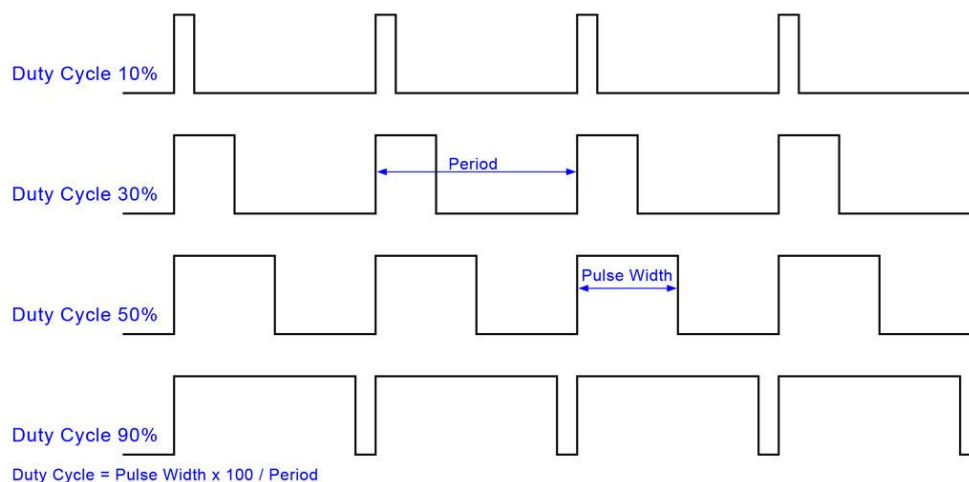 Duty Cycle 10%
Period
Duty Cycle 30%
Pulse Width
Duty Cycle 50%
Duty Cycle 90%
Duty Cycle = Pulse Width x 100 / Period